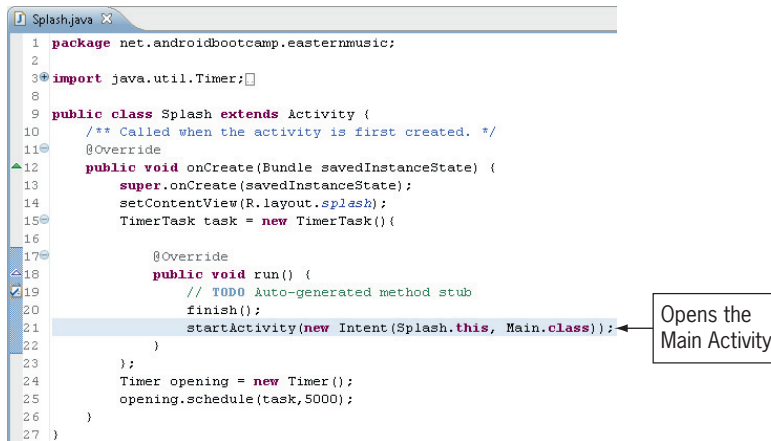 Splash.java
1 package net.androidbootcamp.easternmusic;
2
3 import java.util.Timer;
8
9 public class Splash extends Activity {
10     /** Called when the activity is first created. */
11     @Override
12     public void onCreate(Bundle savedInstanceState) {
13         super.onCreate(savedInstanceState);
14         setContentView(R.layout.splash);
15         TimerTask task = new TimerTask(){
16
17             @Override
18             public void run() {
19                 // TODO Auto-generated method stub
20                 finish();
21                 startActivity(new Intent(Splash.this, Main.class));
22             }
23         };
24         Timer opening = new Timer();
25         opening.schedule(task,5000);
26     }
27 }
Opens the
Main Activity